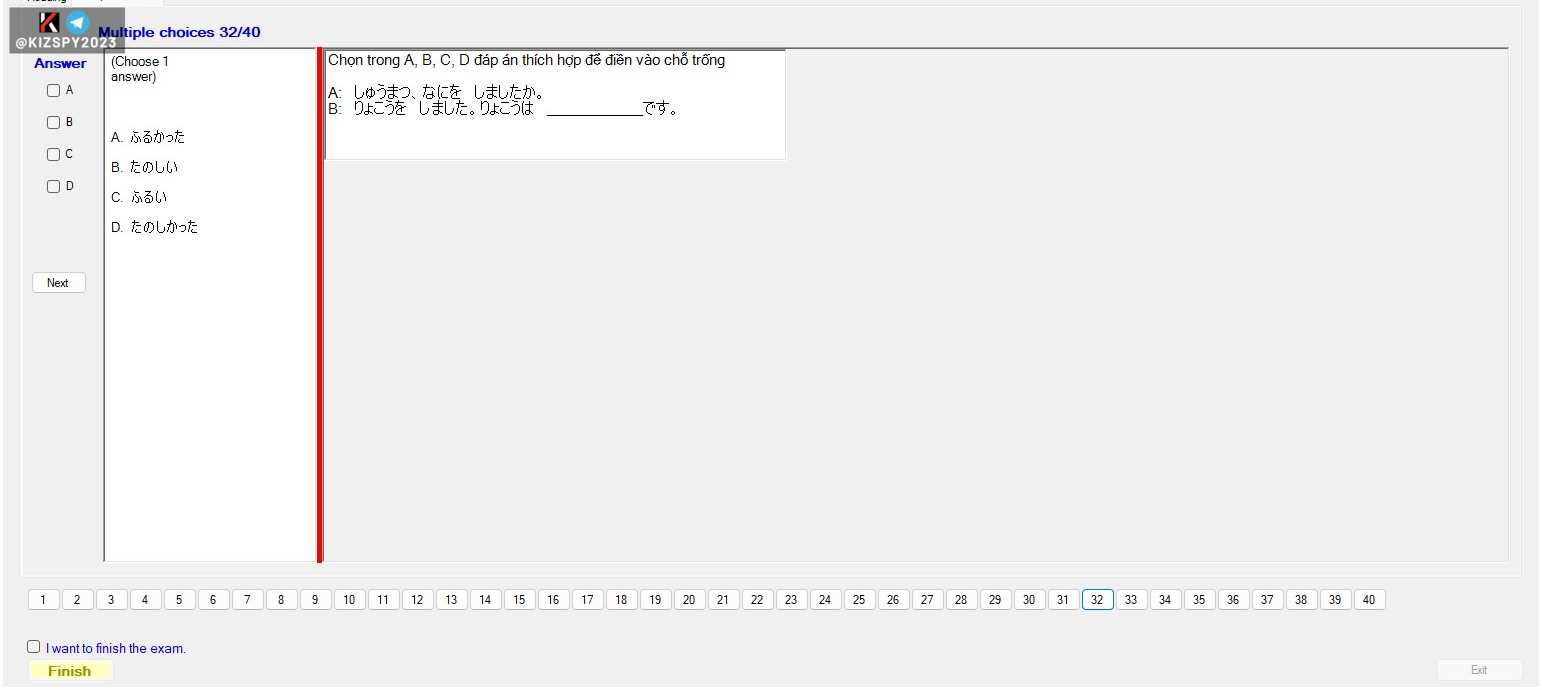 @KIZSPY2023
Multiple choices 32/40
Answer
A
B
C
D
Next
(Choose 1
answer)
A. ふるかった
B. たのしい
C. ふるい
D. たのしかった
Chọn trong A, B, C, D đáp án thích hợp để điền vào chỗ trống
A: しゅうまつ、なにを しましたか。
B: りょこうを しました。りょこうは ____________です。
1 2 3 4 5 6 7 8 9 10 11 12 13 14 15 16 17 18 19 20 21 22 23 24 25 26 27 28 29 30 31 32 33 34 35 36 37 38 39 40
I want to finish the exam.
Finish
Exit